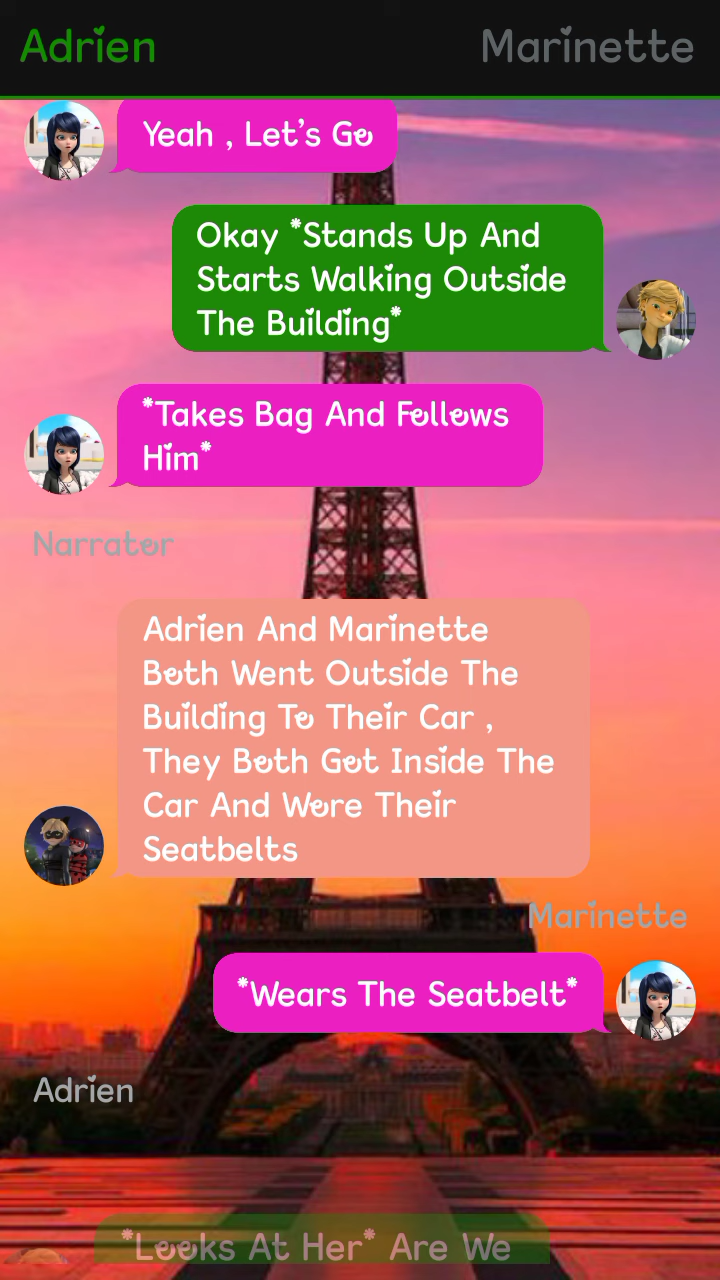 Adrien
Marinette
Yeah , Let's Go
Okay *Stands Up And
Starts Walking Outside
The Building*
*Takes Bag And Follows
Him*
Narrator
Adrien And Marinette
Both Went Outside The
Building To Their Car ,
They Both Got Inside The
Car And Wore Their
Seatbelts
Marinette
*Wears The Seatbelt*
Adrien
*Looks At Her* Are We